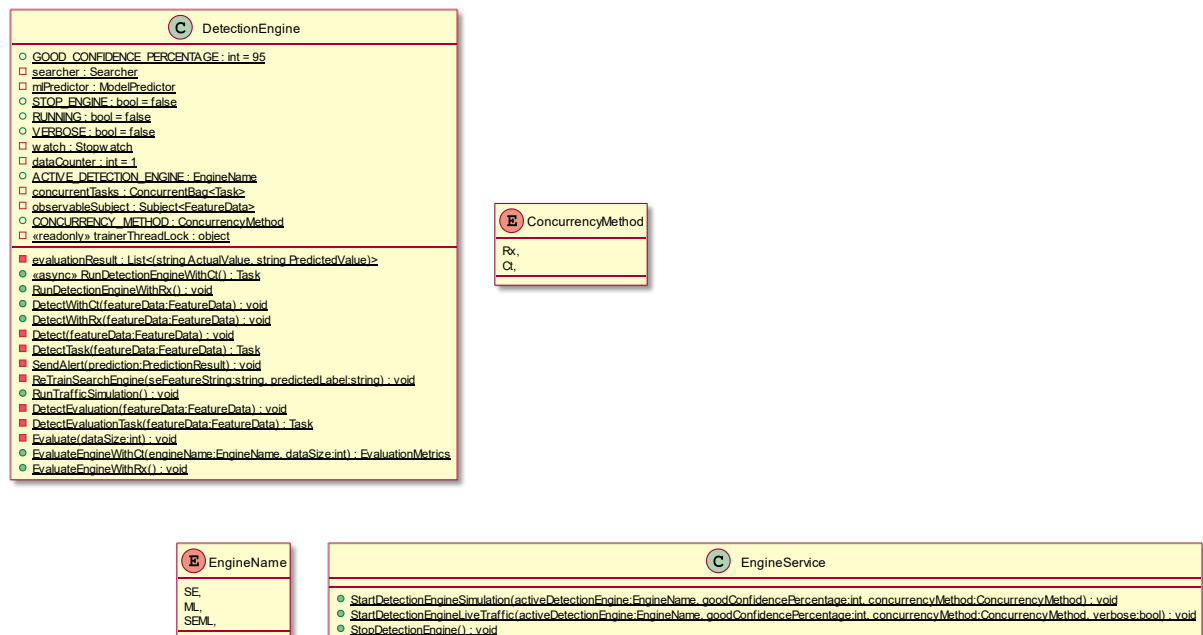 C DetectionEngine
GOOD_CONFIDENCE_PERCENTAGE : int = 95
searcher : Searcher
mlPredictor : ModelPredictor
STOP_ENGINE : bool = false
RUNNING : bool = false
VERBOSE : bool = false
watch : Stopwatch
dataCounter : int = 1
ACTIVE_DETECTION_ENGINE : EngineName
concurrentTasks : ConcurrentBag<Task>
observableSubject : Subject<FeatureData>
CONCURRENCY_METHOD : ConcurrencyMethod
«readonly» trainerThreadLock : object
evaluationResult : List<(string ActualValue, string PredictedValue)>
«async» RunDetectionEngineWithCt() : Task
RunDetectionEngineWithRx() : void
DetectWithCt(featureData:FeatureData) : void
DetectWithRx(featureData:FeatureData) : void
Detect(featureData:FeatureData) : void
DetectTask(featureData:FeatureData) : Task
SendAlert(prediction:PredictionResult) : void
ReTrainSearchEngine(seFeatureString:string, predictedLabel:string) : void
RunTrafficSimulation() : void
DetectEvaluation(featureData:FeatureData) : void
DetectEvaluationTask(featureData:FeatureData) : Task
Evaluate(dataSize:int) : void
EvaluateEngineWithCt(engineName:EngineName, dataSize:int) : EvaluationMetrics
EvaluateEngineWithRx() : void
E ConcurrencyMethod
Rx,
Ct,
E EngineName
SE,
ML,
SEML,
C EngineService
StartDetectionEngineSimulation(activeDetectionEngine:EngineName, goodConfidencePercentage:int, concurrencyMethod:ConcurrencyMethod) : void
StartDetectionEngineLiveTraffic(activeDetectionEngine:EngineName, goodConfidencePercentage:int, concurrencyMethod:ConcurrencyMethod, verbose:bool) : void
StopDetectionEngine() : void